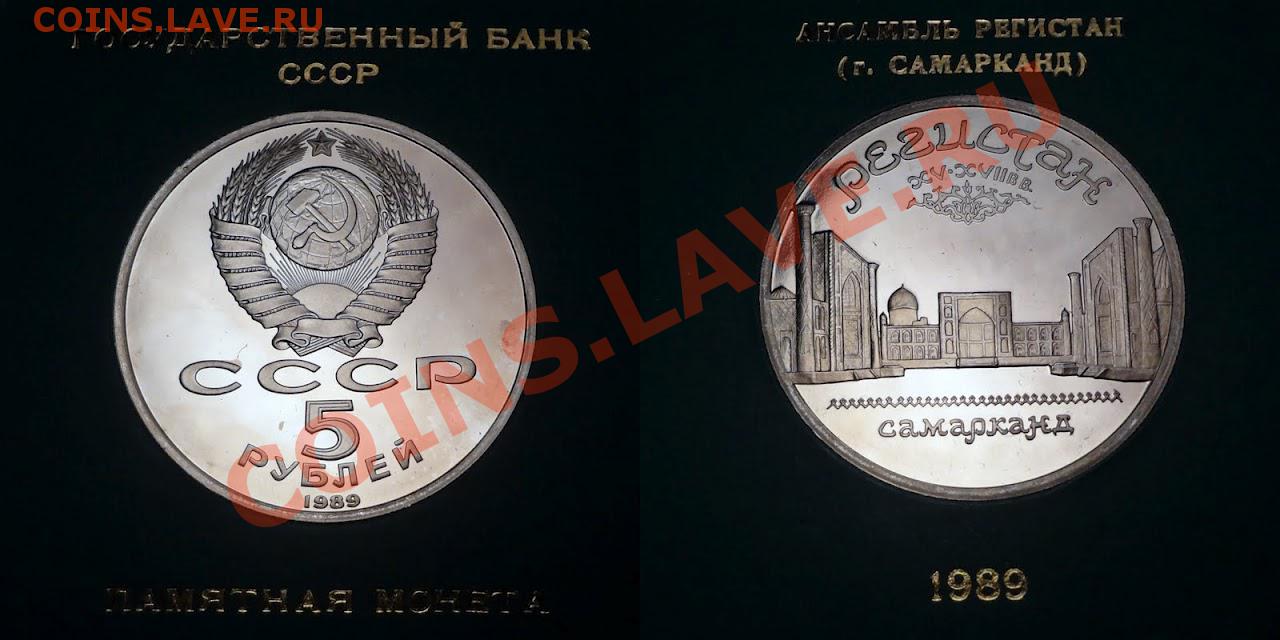 COINS.LAVE.RU
ГОСУДАРСТВЕННЫЙ БАНК
СССР
СССР
5
РУБЛЕЙ
1989
ПАМЯТНАЯ МОНЕТА
АНСАМБЛЬ РЕГИСТАН
(г. САМАРКАНД)
РЕГИСТАН
XV-XVIIВВ.
самарканд
1989
COINS.LAVE.RU